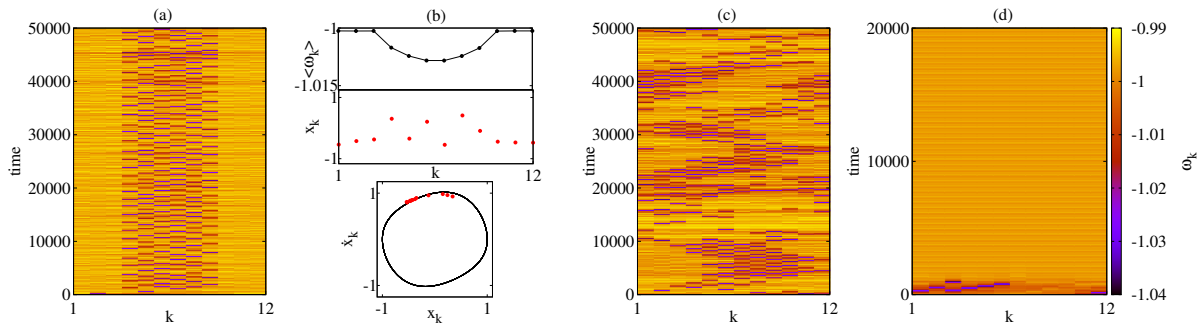 (a)
50000
40000
30000
20000
10000
0
time
1
k
12
(b)
-1
-1.015
<ω_k>
1
-1
x_k
1
k
12
1
-1
ẋ_k
-1
x_k
1
(c)
50000
40000
30000
20000
10000
0
time
1
k
12
(d)
20000
10000
0
time
1
k
12
-0.99
-1
-1.01
-1.02
-1.03
-1.04
ω_k